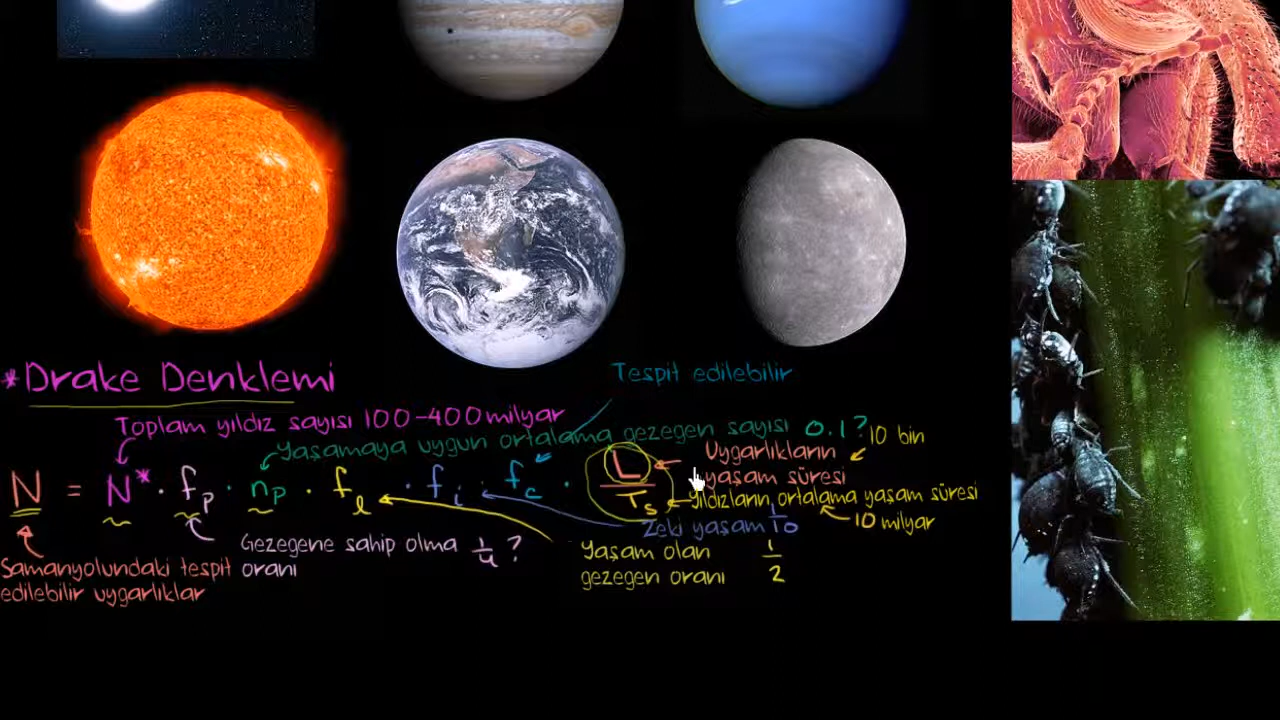 *Drake Denklemi
Tespit edilebilir
Toplam yıldız sayısı 100-400 milyar
Yaşamaya uygun ortalama gezegen sayısı 0.1?
10 bin
Uygarlıkların
yaşam süresi
N = N* · fp · np · fl · fi · fc · L/Ts
Yıldızların ortalama yaşam süresi
10 milyar
Zeki yaşam 1/10
Gezegene sahip olma 1/4 ?
oranı
Yaşam olan 1/2
gezegen oranı
Samanyolundaki tespit
edilebilir uygarlıklar